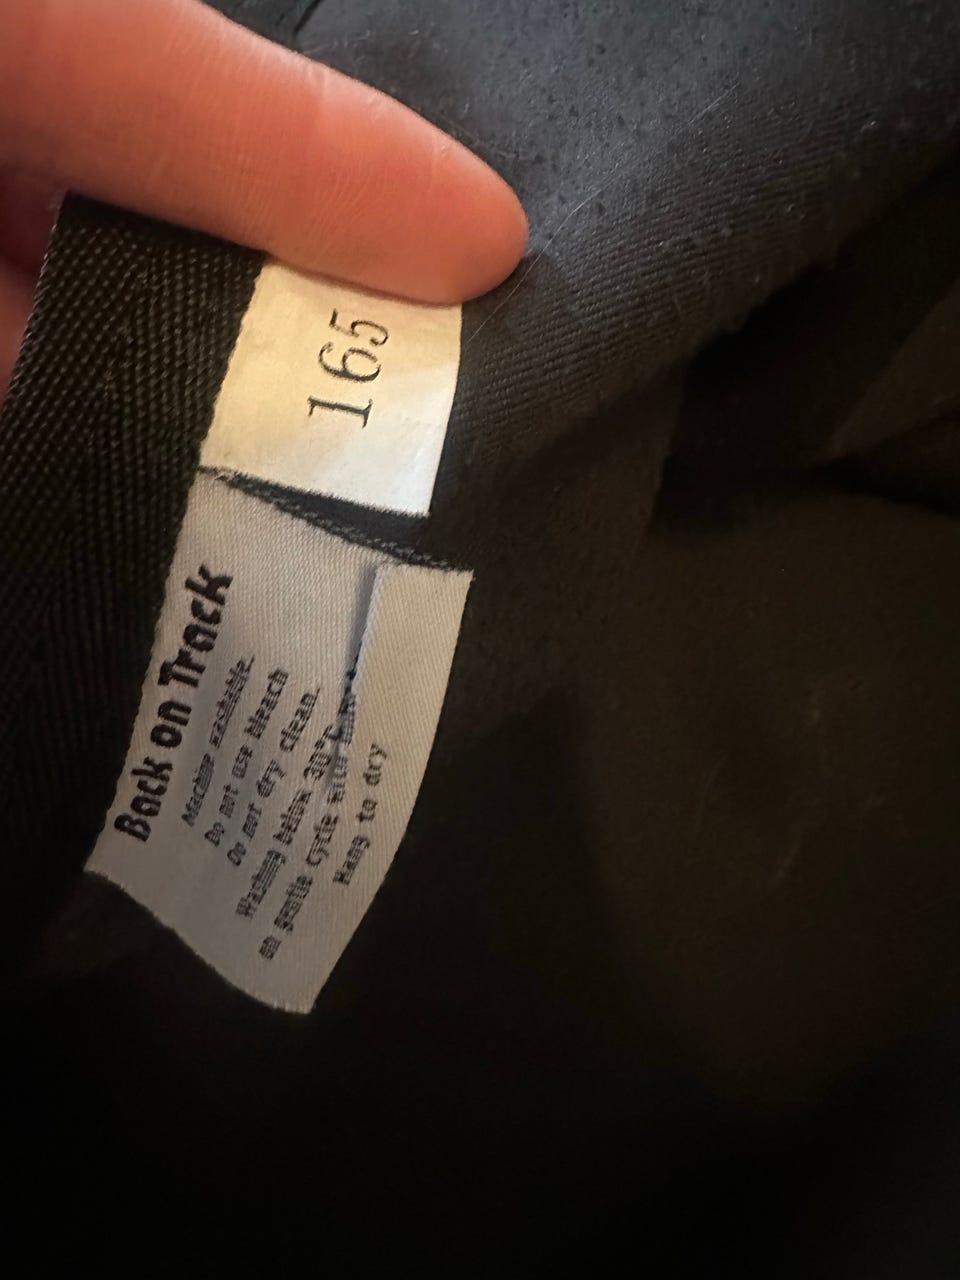 165
Back on Track
Machine washable.
Do not use bleach
Do not dry clean.
Washing below 30°C
on gentle cycle
Hang to dry